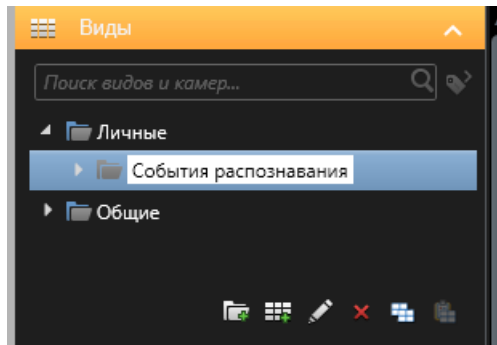 Виды
Поиск видов и камер...
Личные
События распознавания
Общие